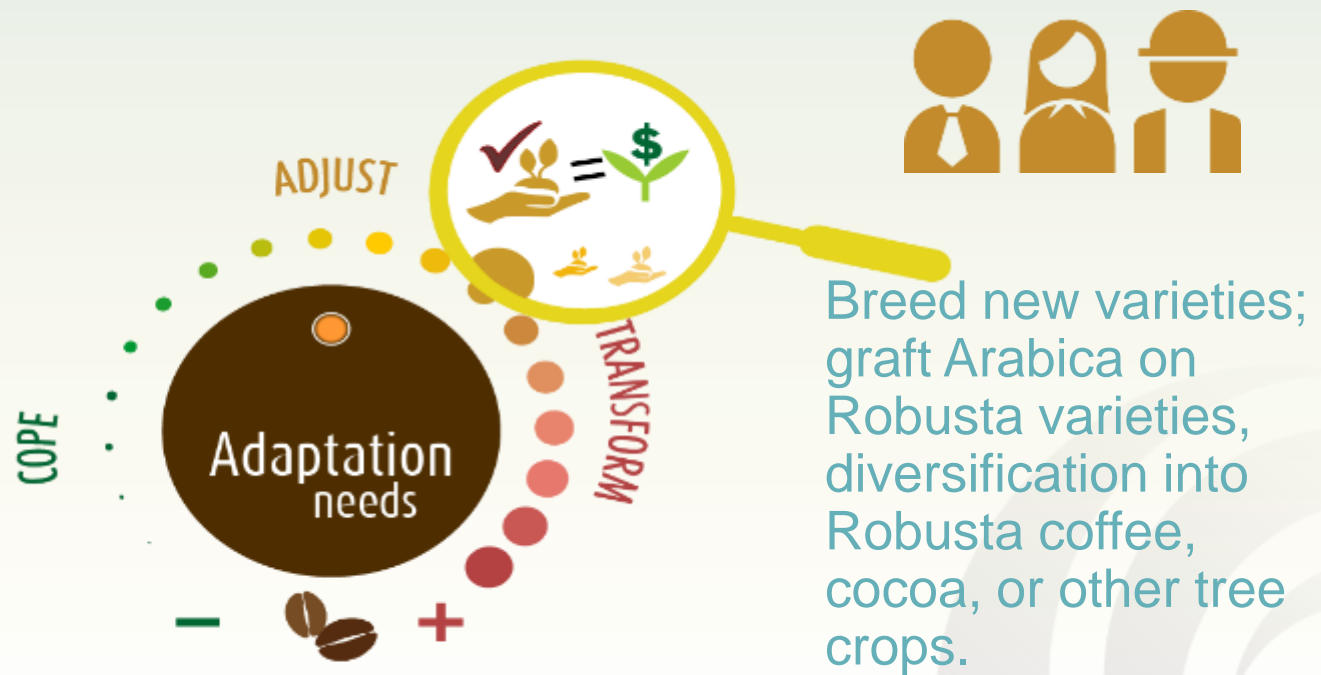 ADJUST
$
=
TRANSFORM
COPE
Adaptation
needs
− +
Breed new varieties;
graft Arabica on
Robusta varieties,
diversification into
Robusta coffee,
cocoa, or other tree
crops.